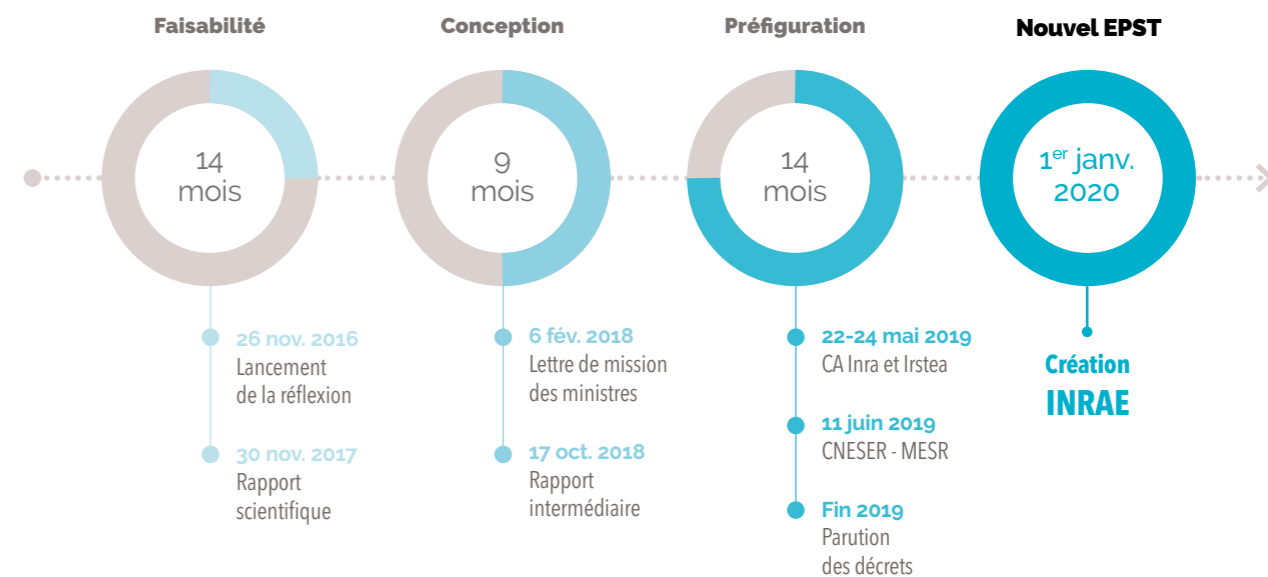 Faisabilité
14
mois
26 nov. 2016
Lancement
de la réflexion
30 nov. 2017
Rapport
scientifique
Conception
9
mois
6 fév. 2018
Lettre de mission
des ministres
17 oct. 2018
Rapport
intermédiaire
Préfiguration
14
mois
22-24 mai 2019
CA Inra et Irstea
11 juin 2019
CNESER - MESR
Fin 2019
Parution
des décrets
Nouvel EPST
1er janv.
2020
Création
INRAE